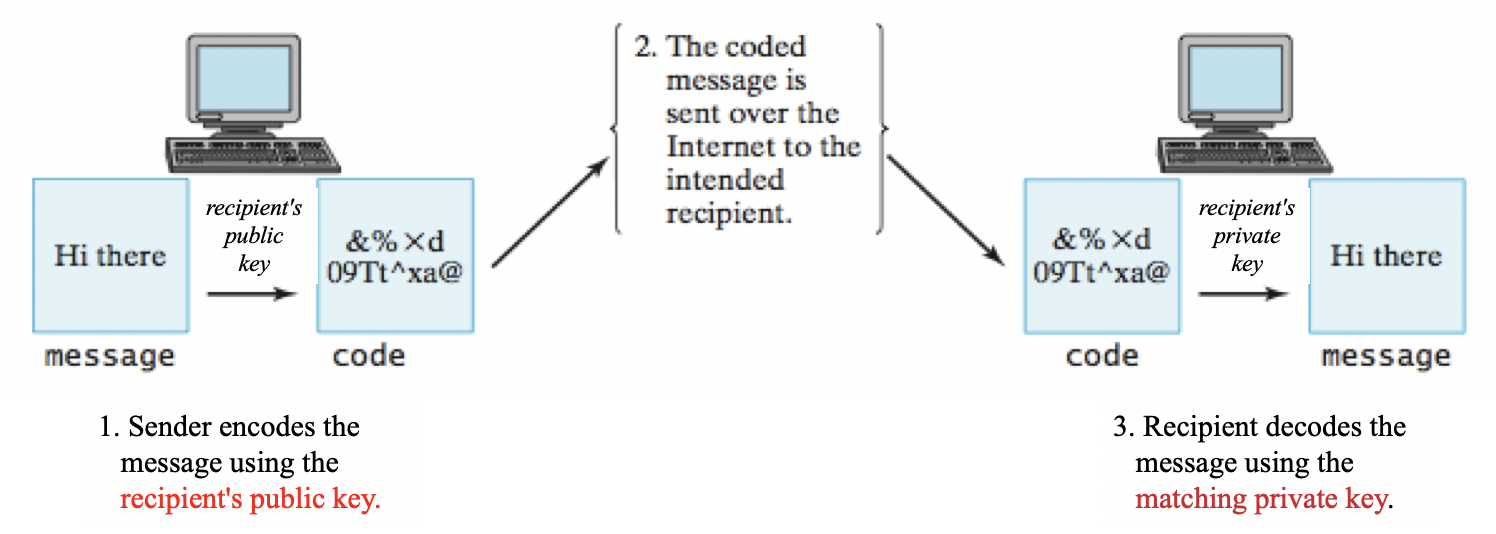 Hi there
message
recipient's
public
key
&%×d
09Tt^xa@
code
1. Sender encodes the
message using the
recipient's public key.
2. The coded
message is
sent over the
Internet to the
intended
recipient.
&%×d
09Tt^xa@
code
recipient's
private
key
Hi there
message
3. Recipient decodes the
message using the
matching private key.